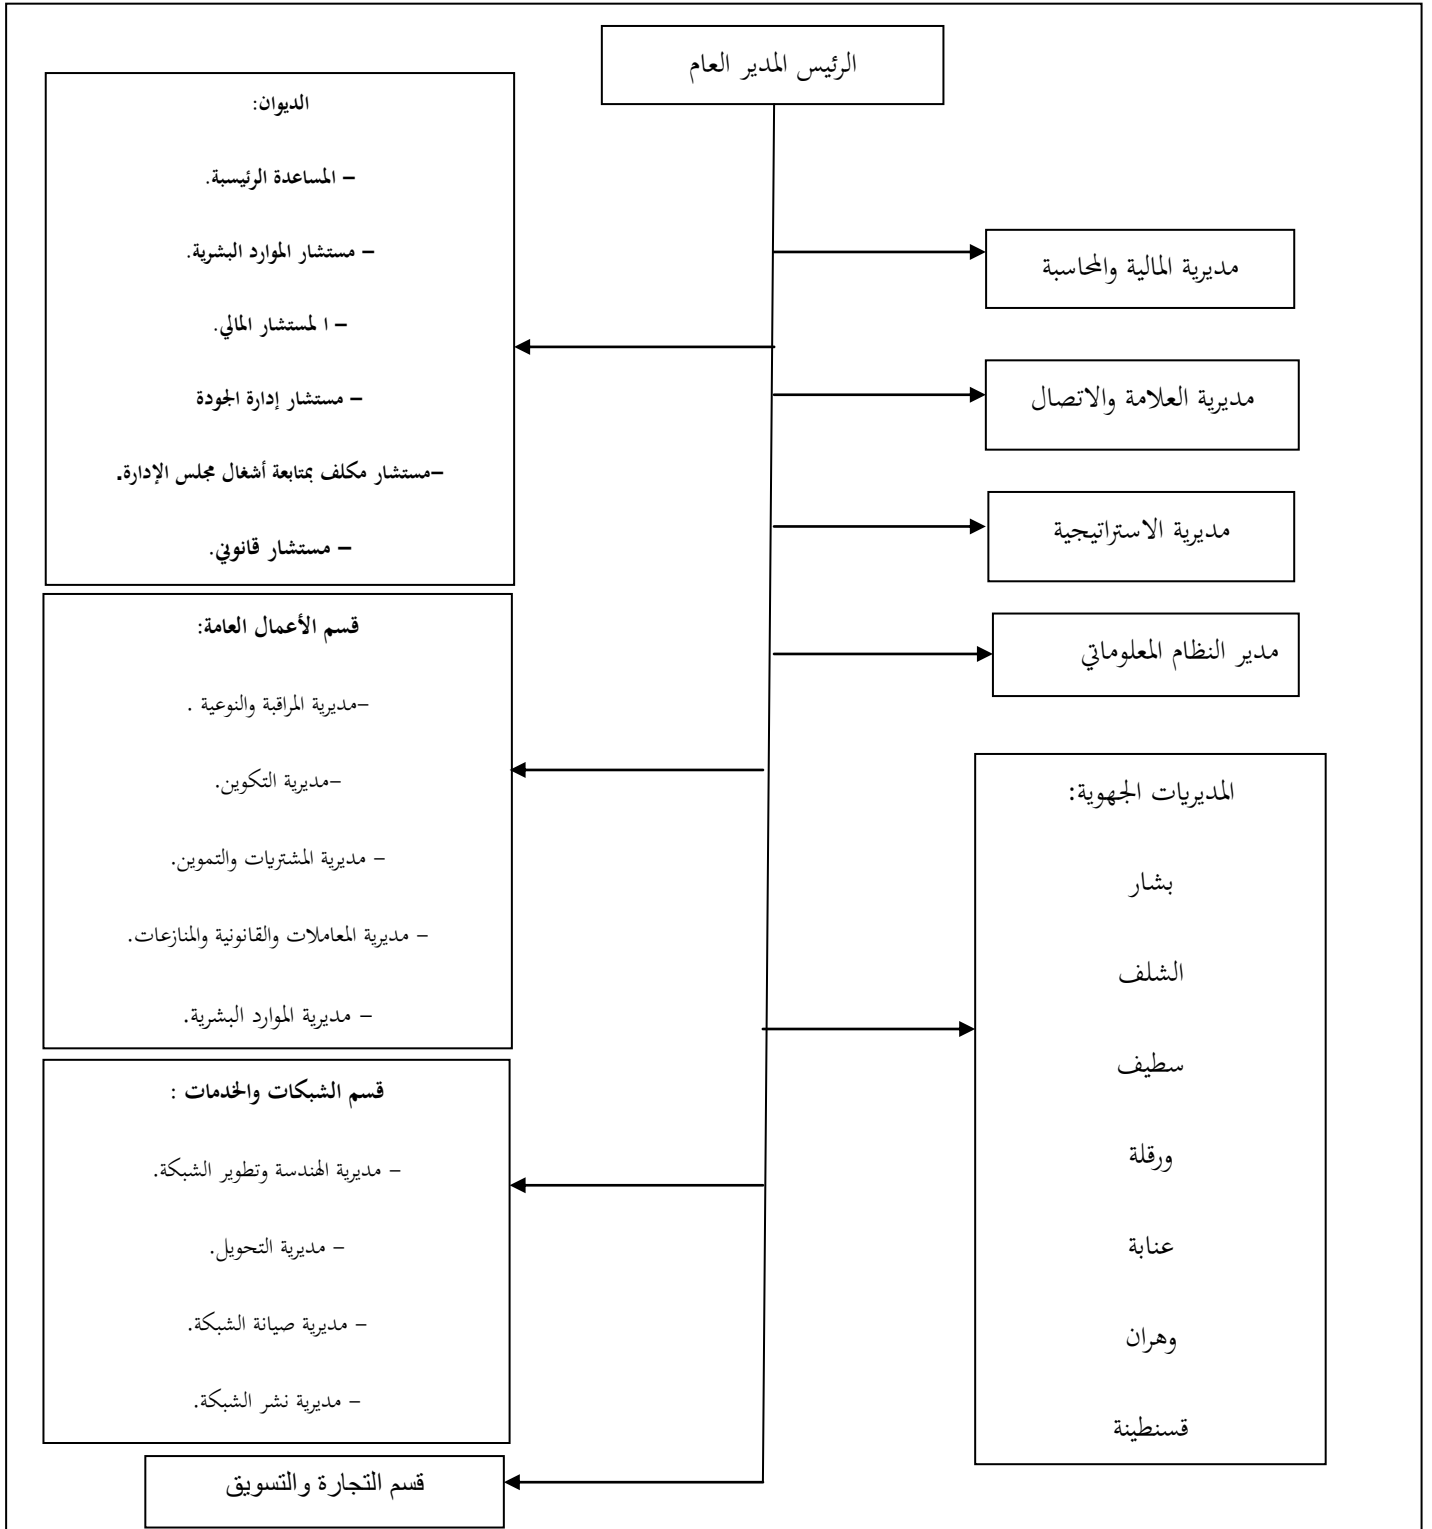 الرئيس المدير العام
الديوان:
– المساعدة الرئيسبة.
– مستشار الموارد البشرية.
– ا لمستشار المالي.
– مستشار إدارة الجودة
–مستشار مكلف بمتابعة أشغال مجلس الإدارة.
– مستشار قانوني.
مديرية المالية والمحاسبة
مديرية العلامة والاتصال
مديرية الاستراتيجية
مدير النظام المعلوماتي
قسم الأعمال العامة:
–مديرية المراقبة والنوعية .
–مديرية التكوين.
– مديرية المشتريات والتموين.
– مديرية المعاملات والقانونية والمنازعات.
– مديرية الموارد البشرية.
المديريات الجهوية:
بشار
الشلف
سطيف
ورقلة
عنابة
وهران
قسنطينة
قسم الشبكات والخدمات :
– مديرية الهندسة وتطوير الشبكة.
– مديرية التحويل.
– مديرية صيانة الشبكة.
– مديرية نشر الشبكة.
قسم التجارة والتسويق